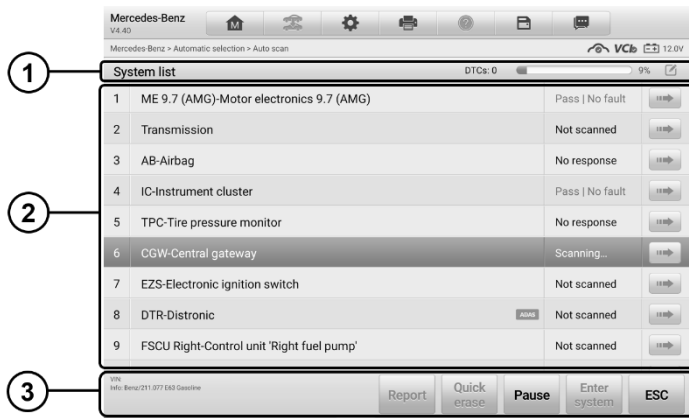 Mercedes-Benz
V4.40
M
Mercedes-Benz > Automatic selection > Auto scan
VCI
12.0V
1
System list
DTCs: 0
9%
2
1 ME 9.7 (AMG)-Motor electronics 9.7 (AMG) Pass | No fault
2 Transmission Not scanned
3 AB-Airbag No response
4 IC-Instrument cluster Pass | No fault
5 TPC-Tire pressure monitor No response
6 CGW-Central gateway Scanning...
7 EZS-Electronic ignition switch Not scanned
8 DTR-Distronic ADAS Not scanned
9 FSCU Right-Control unit 'Right fuel pump' Not scanned
3
VIN
Info: Benz/211.077 E63 Gasoline
Report
Quick
erase
Pause
Enter
system
ESC